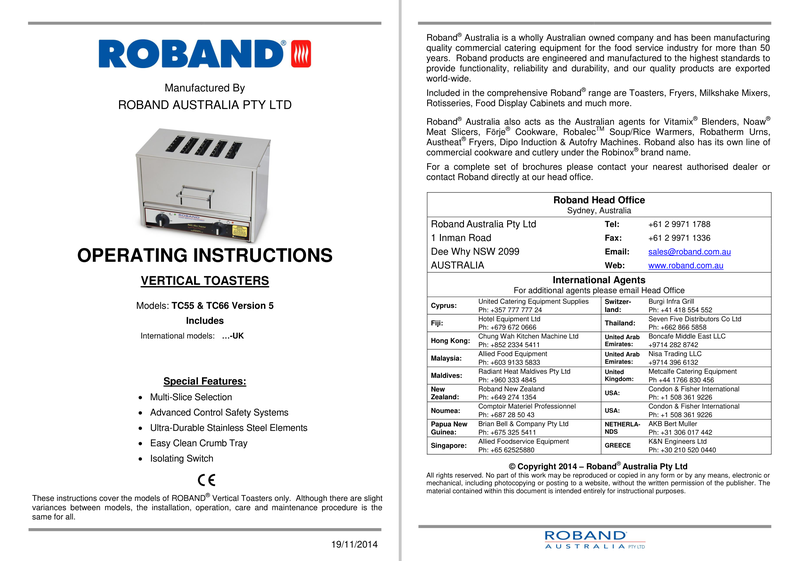 ROBAND®
Manufactured By
ROBAND AUSTRALIA PTY LTD
OPERATING INSTRUCTIONS
VERTICAL TOASTERS
Models: TC55 & TC66 Version 5
Includes
International models: …-UK
Special Features:
• Multi-Slice Selection
• Advanced Control Safety Systems
• Ultra-Durable Stainless Steel Elements
• Easy Clean Crumb Tray
• Isolating Switch
CE
These instructions cover the models of ROBAND® Vertical Toasters only. Although there are slight
variances between models, the installation, operation, care and maintenance procedure is the
same for all.
19/11/2014
Roband® Australia is a wholly Australian owned company and has been manufacturing
quality commercial catering equipment for the food service industry for more than 50
years. Roband products are engineered and manufactured to the highest standards to
provide functionality, reliability and durability, and our quality products are exported
world-wide.
Included in the comprehensive Roband® range are Toasters, Fryers, Milkshake Mixers,
Rotisseries, Food Display Cabinets and much more.
Roband® Australia also acts as the Australian agents for Vitamix® Blenders, Noaw®
Meat Slicers, Förje® Cookware, Robalec™ Soup/Rice Warmers, Robatherm Urns,
Austheat® Fryers, Dipo Induction & Autofry Machines. Roband also has its own line of
commercial cookware and cutlery under the Robinox® brand name.
For a complete set of brochures please contact your nearest authorised dealer or
contact Roband directly at our head office.
Roband Head Office
Sydney, Australia
Roband Australia Pty Ltd Tel: +61 2 9971 1788
1 Inman Road Fax: +61 2 9971 1336
Dee Why NSW 2099 Email: sales@roband.com.au
AUSTRALIA Web: www.roband.com.au
International Agents
For additional agents please email Head Office
Cyprus: United Catering Equipment Supplies
Ph: +357 777 777 24
Switzer-
land: Burgi Infra Grill
Ph: +41 418 554 552
Fiji: Hotel Equipment Ltd
Ph: +679 672 0666
Thailand: Seven Five Distributors Co Ltd
Ph: +662 866 5858
Hong Kong: Chung Wah Kitchen Machine Ltd
Ph: +852 2334 5411
United Arab Boncafe Middle East LLC
Emirates: +9714 282 8742
Malaysia: Allied Food Equipment
Ph: +603 9133 5833
United Arab Nisa Trading LLC
Emirates: +9714 396 6132
Maldives: Radiant Heat Maldives Pty Ltd
Ph: +960 333 4845
United Metcalfe Catering Equipment
Kingdom: Ph +44 1766 830 456
New Roband New Zealand
Zealand: Ph: +649 274 1354
USA: Condon & Fisher International
Ph: +1 508 361 9226
Noumea: Comptoir Materiel Professionnel
Ph: +687 28 50 43
USA: Condon & Fisher International
Ph: +1 508 361 9226
Papua New Brian Bell & Company Pty Ltd
Guinea: Ph: +675 325 5411
NETHERLA- AKB Bert Muller
NDS Ph: +31 306 017 442
Singapore: Allied Foodservice Equipment
Ph: +65 62525880
GREECE K&N Engineers Ltd
Ph: +30 210 520 0440
© Copyright 2014 – Roband® Australia Pty Ltd
All rights reserved. No part of this work may be reproduced or copied in any form or by any means, electronic or
mechanical, including photocopying or posting to a website, without the written permission of the publisher. The
material contained within this document is intended entirely for instructional purposes.
ROBAND®
AUSTRALIA PTY LTD